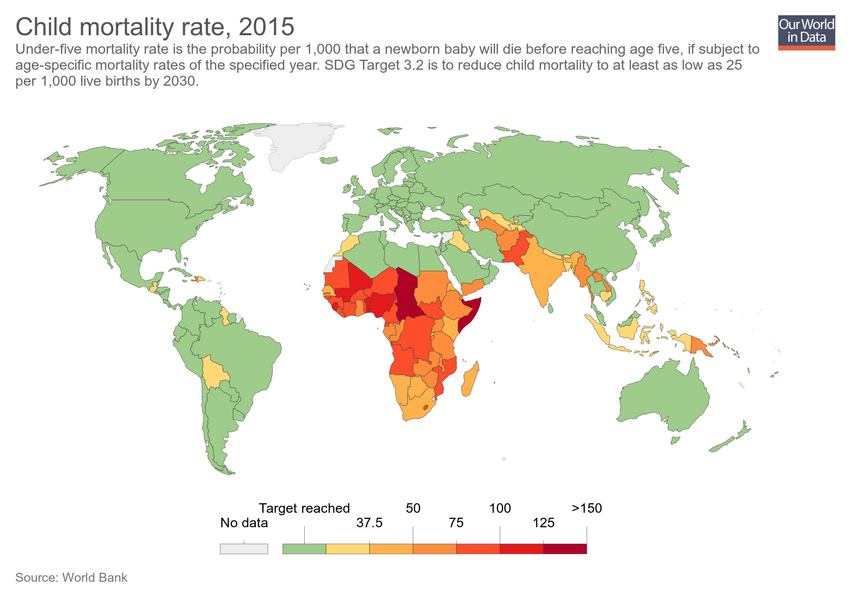 Child mortality rate, 2015
Our World
in Data
Under-five mortality rate is the probability per 1,000 that a newborn baby will die before reaching age five, if subject to
age-specific mortality rates of the specified year. SDG Target 3.2 is to reduce child mortality to at least as low as 25
per 1,000 live births by 2030.
Target reached 50 100 >150
No data 37.5 75 125
Source: World Bank